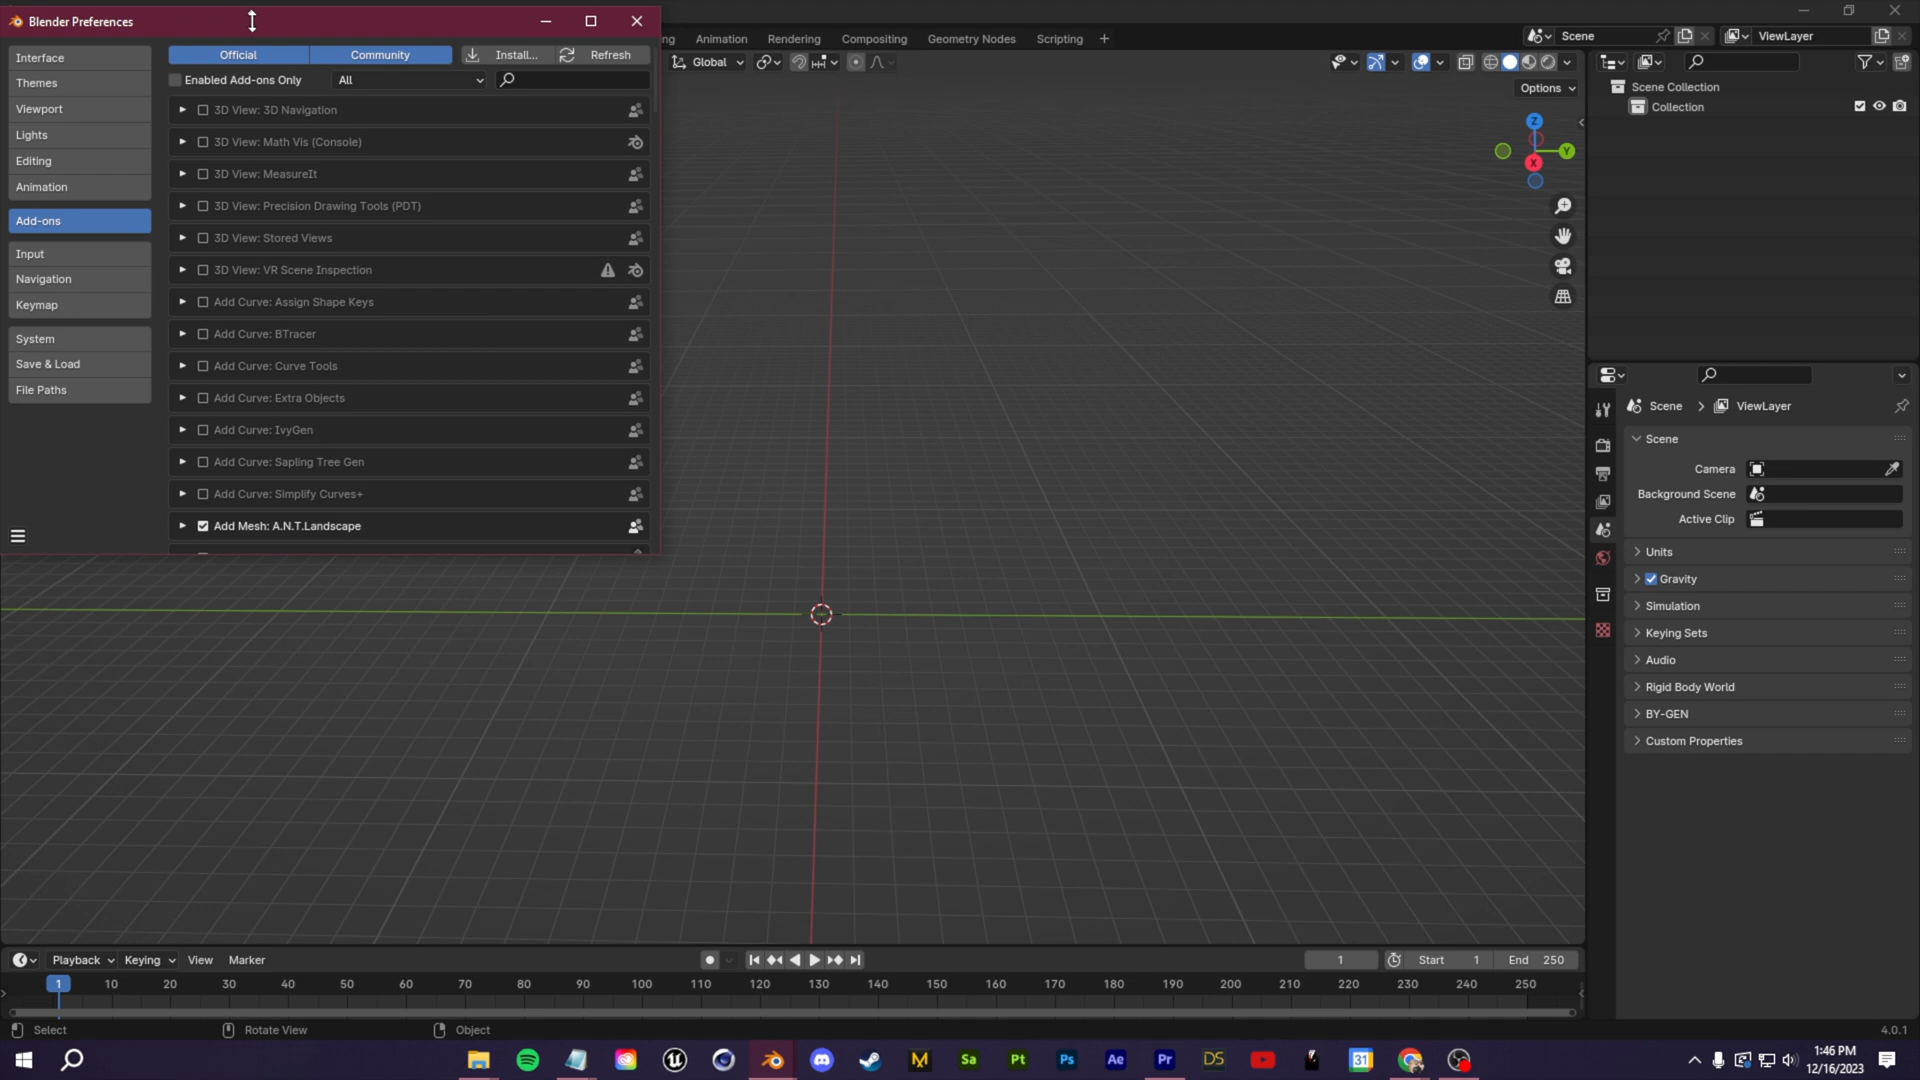 Blender Preferences
ng Animation Rendering Compositing Geometry Nodes Scripting +
Scene
ViewLayer
Interface
Themes
Viewport
Lights
Editing
Animation
Add-ons
Input
Navigation
Keymap
System
Save & Load
File Paths
Official Community Install... Refresh
Enabled Add-ons Only All
3D View: 3D Navigation
3D View: Math Vis (Console)
3D View: MeasureIt
3D View: Precision Drawing Tools (PDT)
3D View: Stored Views
3D View: VR Scene Inspection
Add Curve: Assign Shape Keys
Add Curve: BTracer
Add Curve: Curve Tools
Add Curve: Extra Objects
Add Curve: IvyGen
Add Curve: Sapling Tree Gen
Add Curve: Simplify Curves+
Add Mesh: A.N.T.Landscape
Global
Options
Z
Y
X
Scene Collection
Collection
Scene > ViewLayer
Scene
Camera
Background Scene
Active Clip
Units
Gravity
Simulation
Keying Sets
Audio
Rigid Body World
BY-GEN
Custom Properties
Playback Keying View Marker
1 Start 1 End 250
1 10 20 30 40 50 60 70 80 90 100 110 120 130 140 150 160 170 180 190 200 210 220 230 240 250
Select Rotate View Object 4.0.1
M Sa Pt Ps Ae Pr DS 31
1:46 PM
12/16/2023